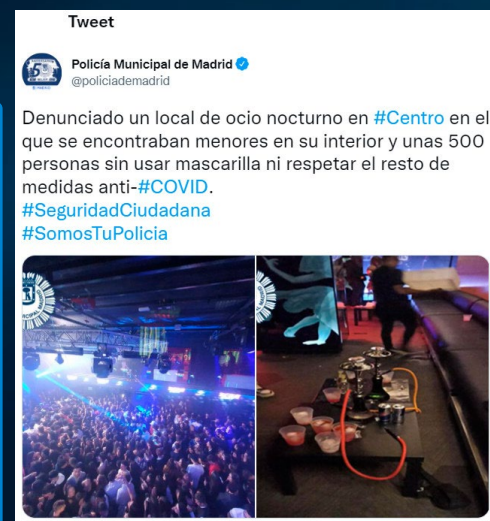 Tweet
Policía Municipal de Madrid
@policiademadrid
Denunciado un local de ocio nocturno en #Centro en el
que se encontraban menores en su interior y unas 500
personas sin usar mascarilla ni respetar el resto de
medidas anti-#COVID.
#SeguridadCiudadana
#SomosTuPolicia